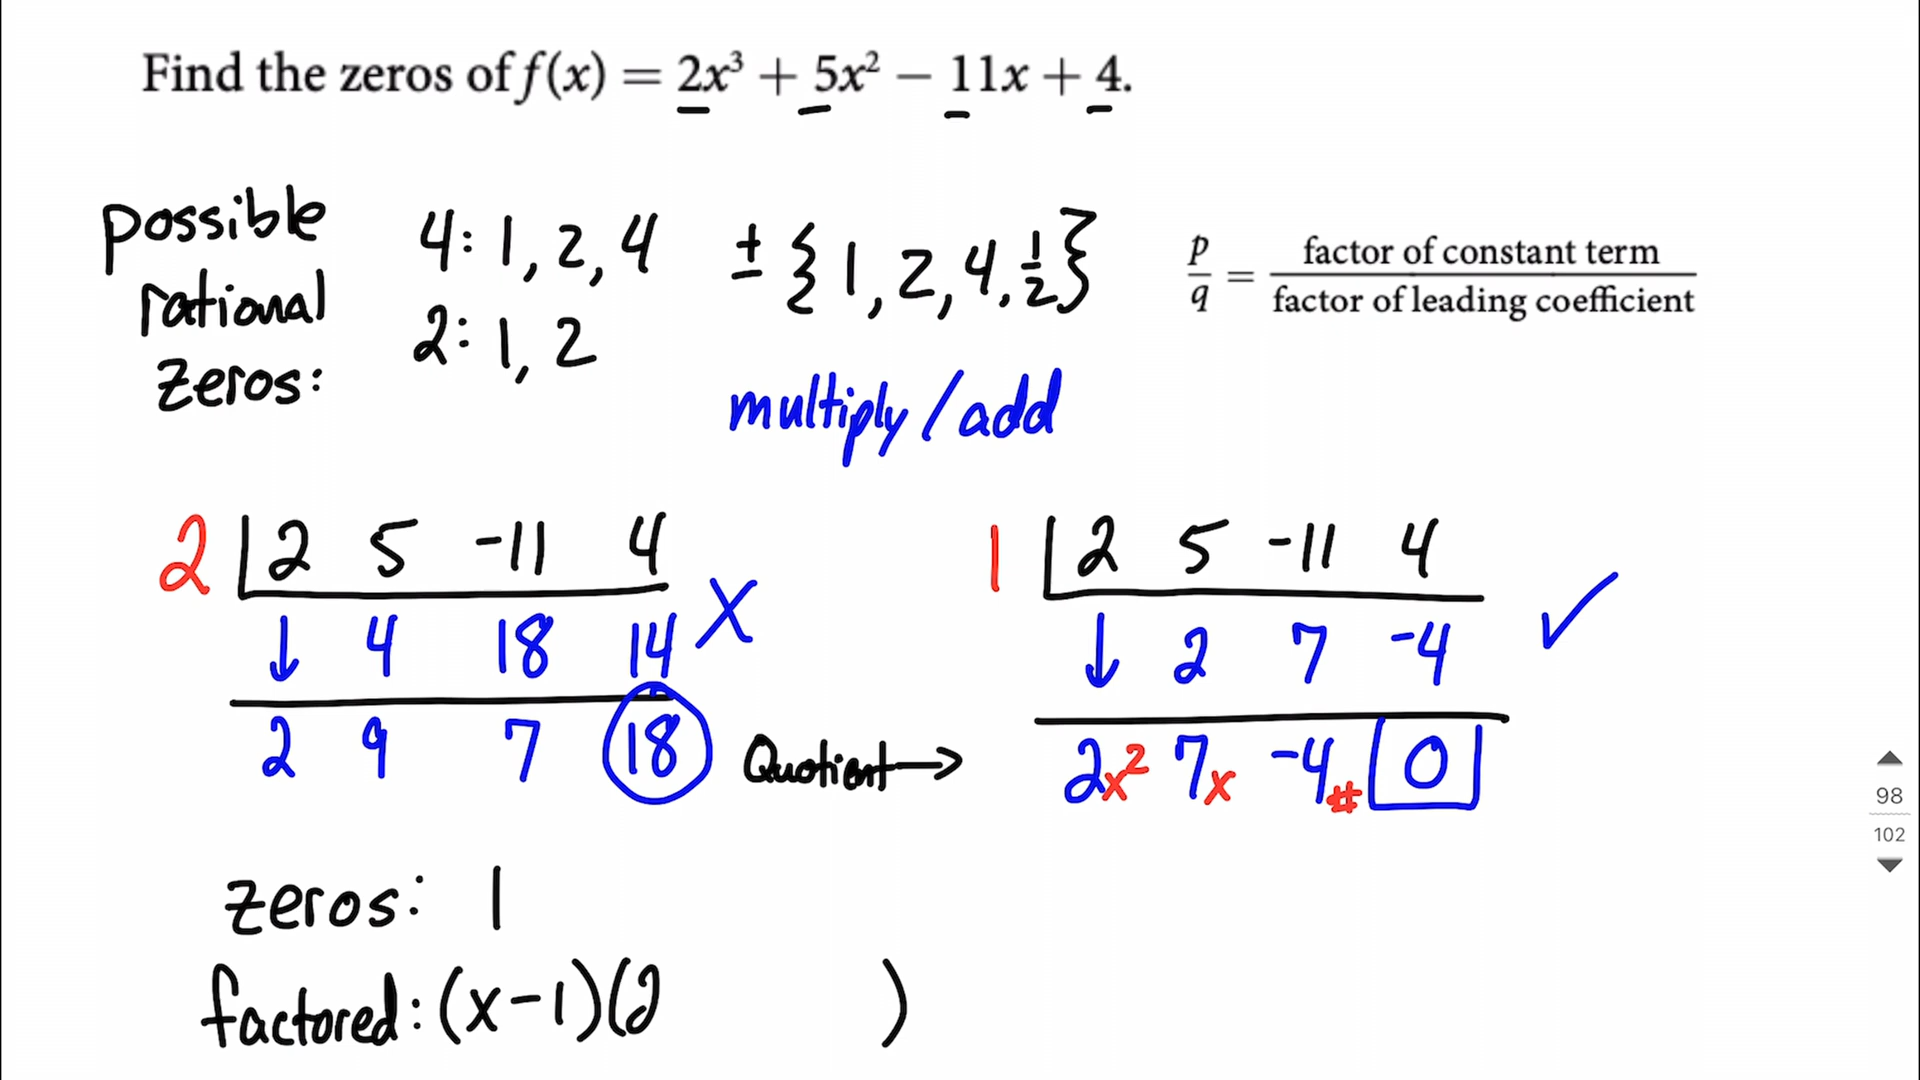 Find the zeros of f(x) = 2x³ + 5x² − 11x + 4.
possible rational zeros:
4: 1, 2, 4
2: 1, 2
± {1, 2, 4, 1/2}
p/q = factor of constant term / factor of leading coefficient
multiply/add
2 | 2 5 -11 4
↓ 4 18 14 X
2 9 7 18
1 | 2 5 -11 4
↓ 2 7 -4 ✓
Quotient → 2x² 7x -4# 0
zeros: 1
factored: (x-1)(2 )
98
102